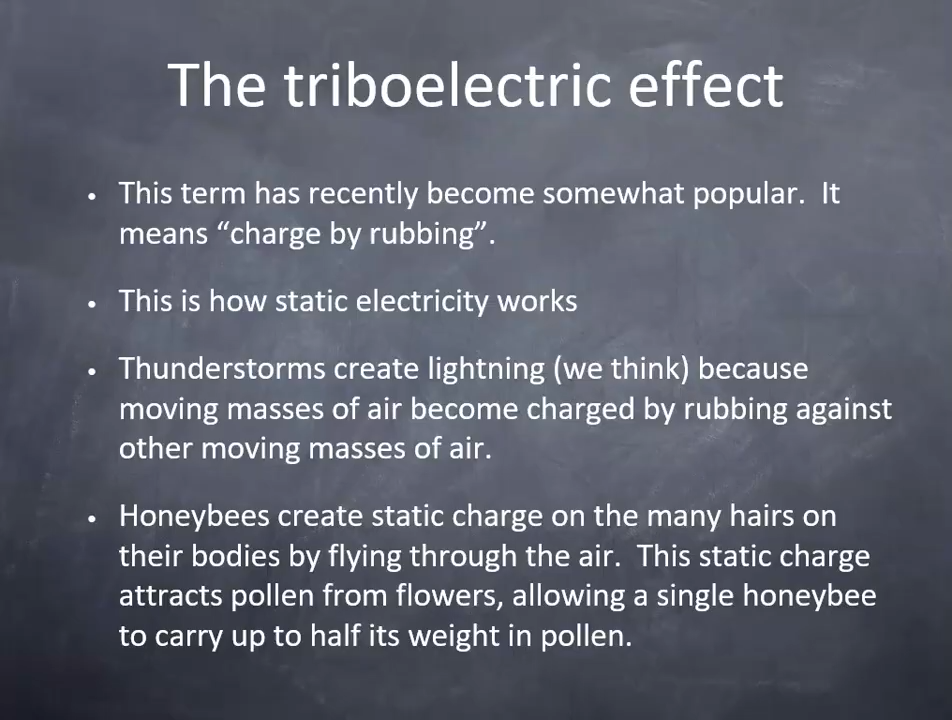 The triboelectric effect
• This term has recently become somewhat popular.  It
means “charge by rubbing”.
• This is how static electricity works
• Thunderstorms create lightning (we think) because
moving masses of air become charged by rubbing against
other moving masses of air.
• Honeybees create static charge on the many hairs on
their bodies by flying through the air.  This static charge
attracts pollen from flowers, allowing a single honeybee
to carry up to half its weight in pollen.